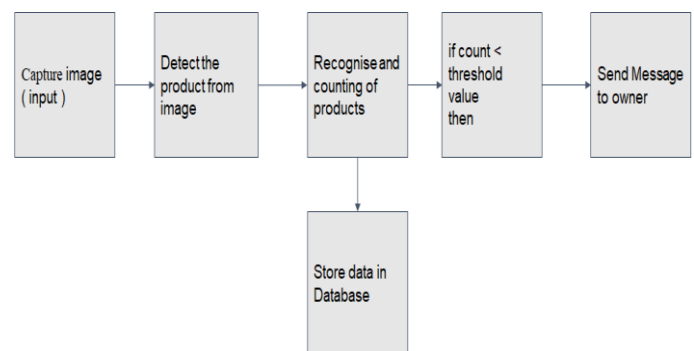 Capture image
( input )
Detect the
product from
image
Recognise and
counting of
products
if count <
threshold
value
then
Send Message
to owner
Store data in
Database